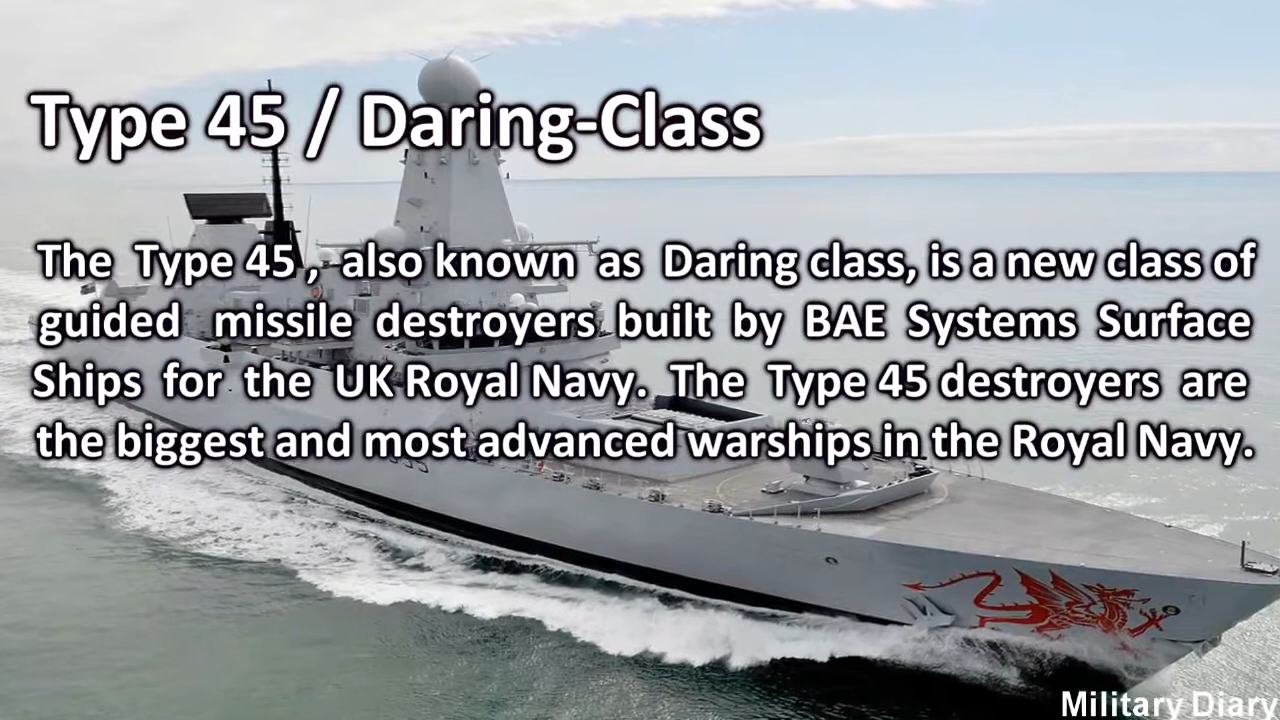 Type 45 / Daring-Class
The Type 45 , also known as Daring class, is a new class of
guided missile destroyers built by BAE Systems Surface
Ships for the UK Royal Navy. The Type 45 destroyers are
the biggest and most advanced warships in the Royal Navy.
Military Diary